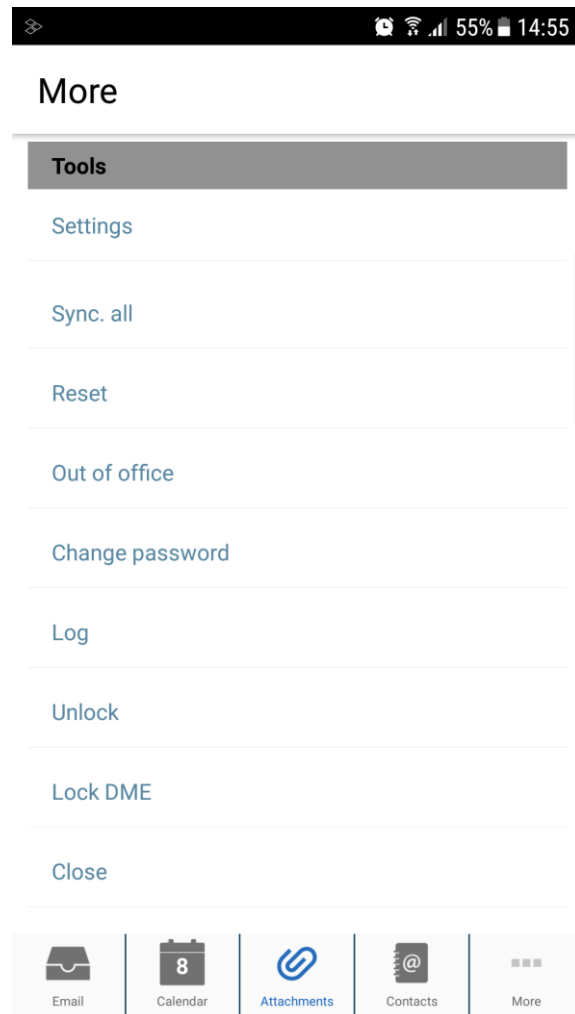 55% 14:55
More
Tools
Settings
Sync. all
Reset
Out of office
Change password
Log
Unlock
Lock DME
Close
8 @
Email Calendar Attachments Contacts More